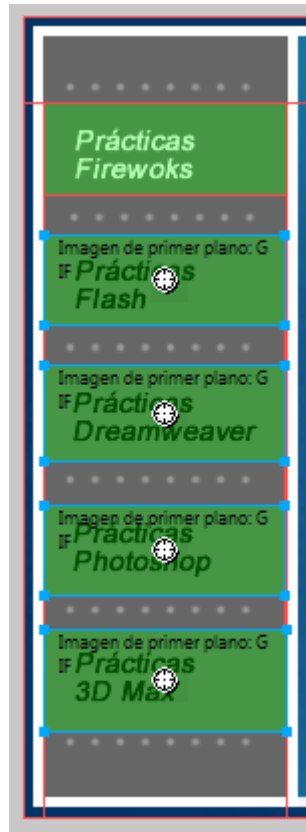 Prácticas
Firewoks
Imagen de primer plano: G
IF Prácticas
Flash
Imagen de primer plano: G
IF Prácticas
Dreamweaver
Imagen de primer plano: G
IF Prácticas
Photoshop
Imagen de primer plano: G
IF Prácticas
3D Max